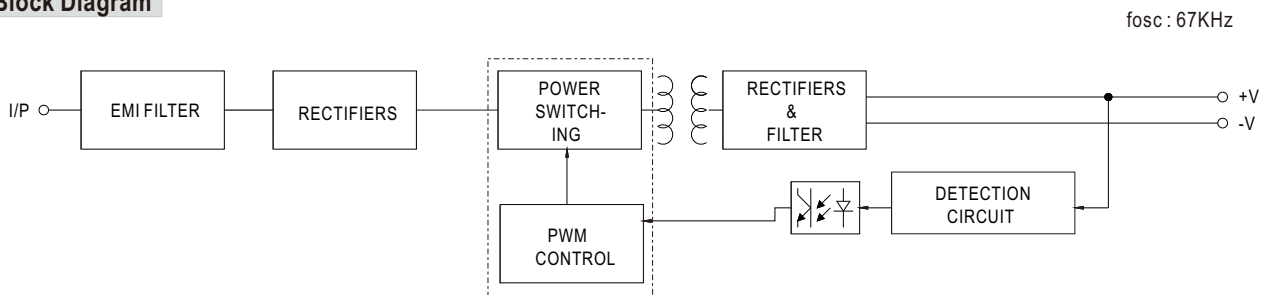 Block Diagram
fosc : 67KHz
I/P
EMI FILTER
RECTIFIERS
POWER
SWITCH-
ING
RECTIFIERS
&
FILTER
+V
-V
DETECTION
CIRCUIT
PWM
CONTROL